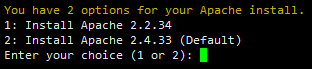 You have 2 options for your Apache install.
1: Install Apache 2.2.34
2: Install Apache 2.4.33 (Default)
Enter your choice (1 or 2):